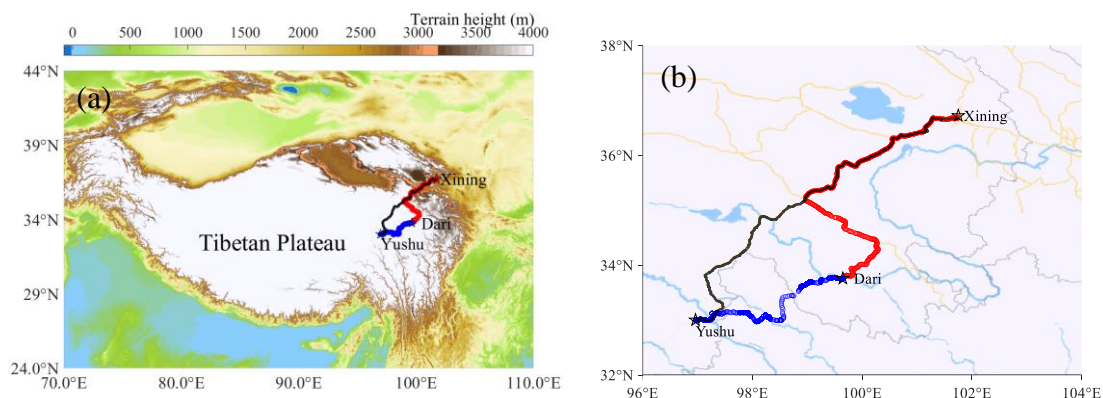 Terrain height (m)
0 500 1000 1500 2000 2500 3000 3500 4000
44°N
(a)
39°N
Xining
34°N
Dari
Yushu
Tibetan Plateau
29°N
24.0°N
70.0°E 80.0°E 90.0°E 100°E 110.0°E
38°N
(b)
Xining
36°N
34°N
Dari
Yushu
32°N
96°E 98°E 100°E 102°E 104°E